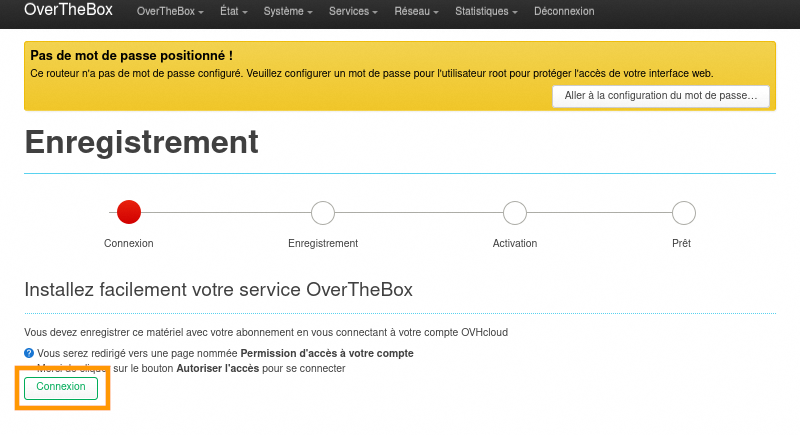 OverTheBox OverTheBox État Système Services Réseau Statistiques Déconnexion
Pas de mot de passe positionné !
Ce routeur n'a pas de mot de passe configuré. Veuillez configurer un mot de passe pour l'utilisateur root pour protéger l'accès de votre interface web.
Aller à la configuration du mot de passe…
Enregistrement
Connexion Enregistrement Activation Prêt
Installez facilement votre service OverTheBox
Vous devez enregistrer ce matériel avec votre abonnement en vous connectant à votre compte OVHcloud
? Vous serez redirigé vers une page nommée Permission d'accès à votre compte
Merci de cliquer sur le bouton Autoriser l'accès pour se connecter
Connexion